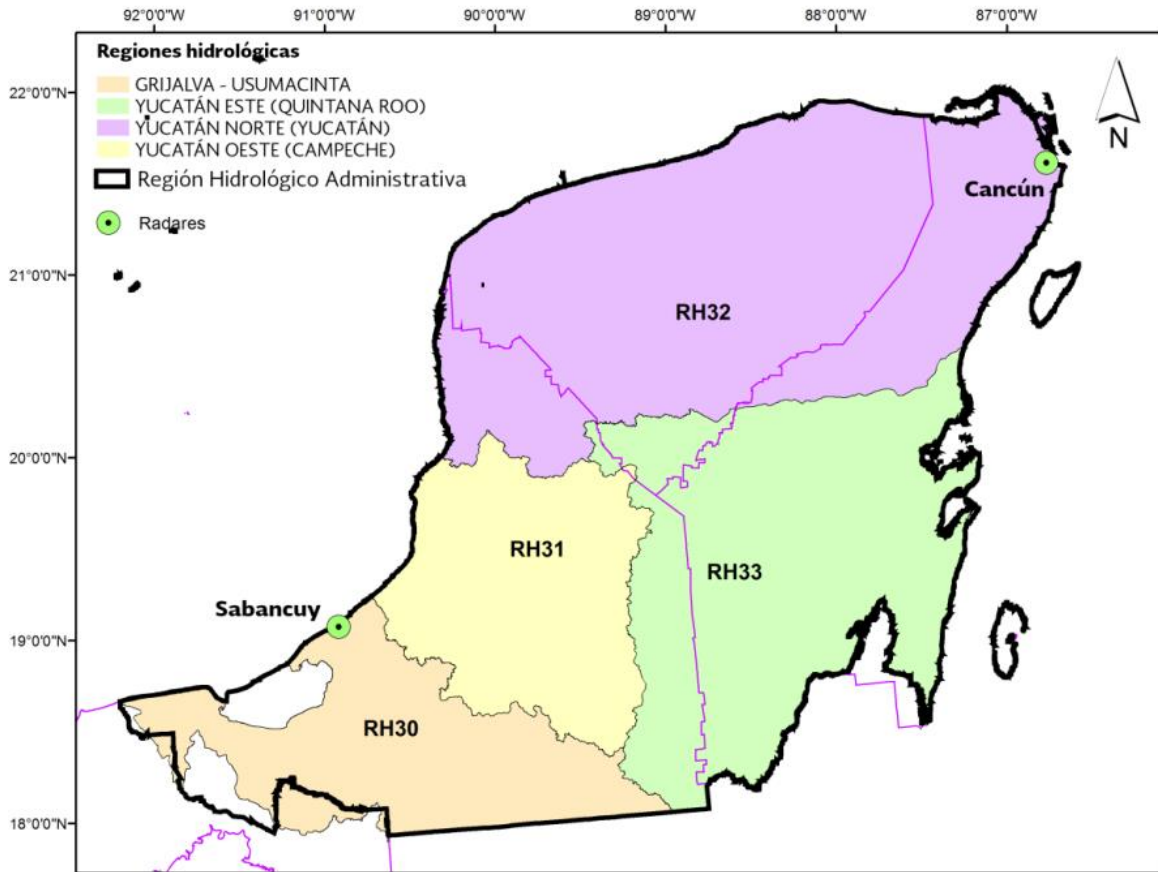 92°0'0"W 91°0'0"W 90°0'0"W 89°0'0"W 88°0'0"W 87°0'0"W
Regiones hidrológicas
GRIJALVA - USUMACINTA
YUCATÁN ESTE (QUINTANA ROO)
YUCATÁN NORTE (YUCATÁN)
YUCATÁN OESTE (CAMPECHE)
Región Hidrológico Administrativa
Radares
22°0'0"N
N
Cancún
21°0'0"N
RH32
20°0'0"N
RH31
RH33
Sabancuy
19°0'0"N
RH30
18°0'0"N